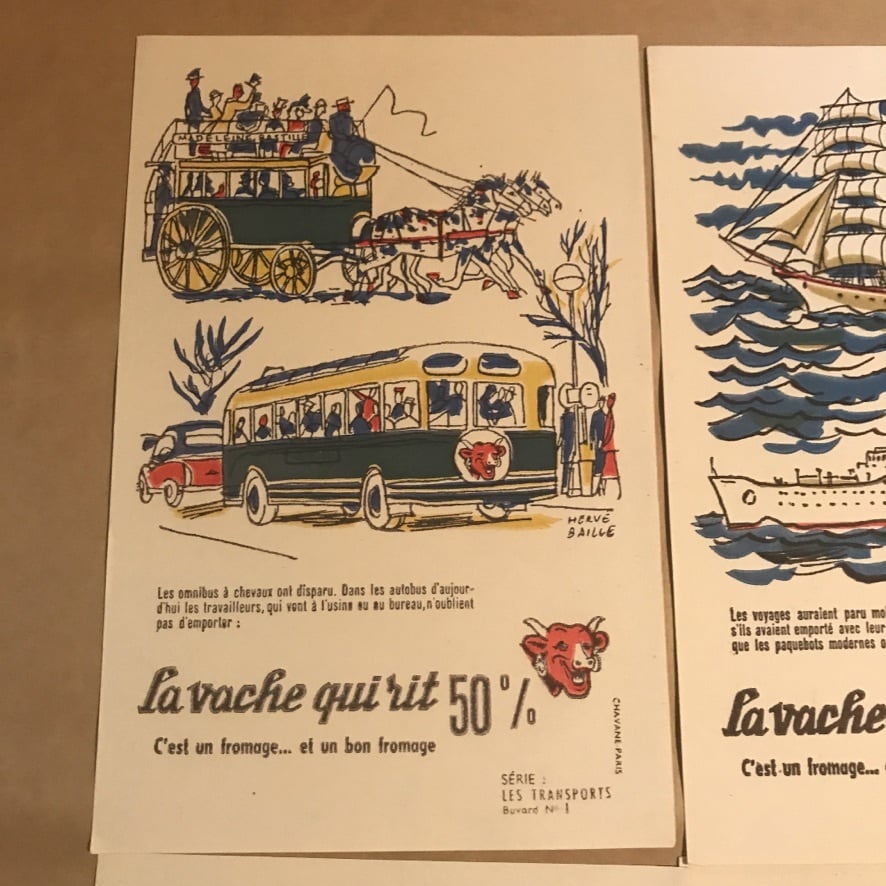 MADELEINE-BASTILLE
HERVÉ
BAILLE
Les omnibus à chevaux ont disparu. Dans les autobus d'aujour-
d'hui les travailleurs, qui vont à l'usine ou au bureau, n'oublient
pas d'emporter :
La vache qui rit 50 %
C'est un fromage... et un bon fromage
CHAVANE-PARIS
SÉRIE :
LES TRANSPORTS
Buvard Nº 1
Les voyages auraient paru mo
s'ils avaient emporté avec leur
que les paquebots modernes o
La vache
C'est un fromage...